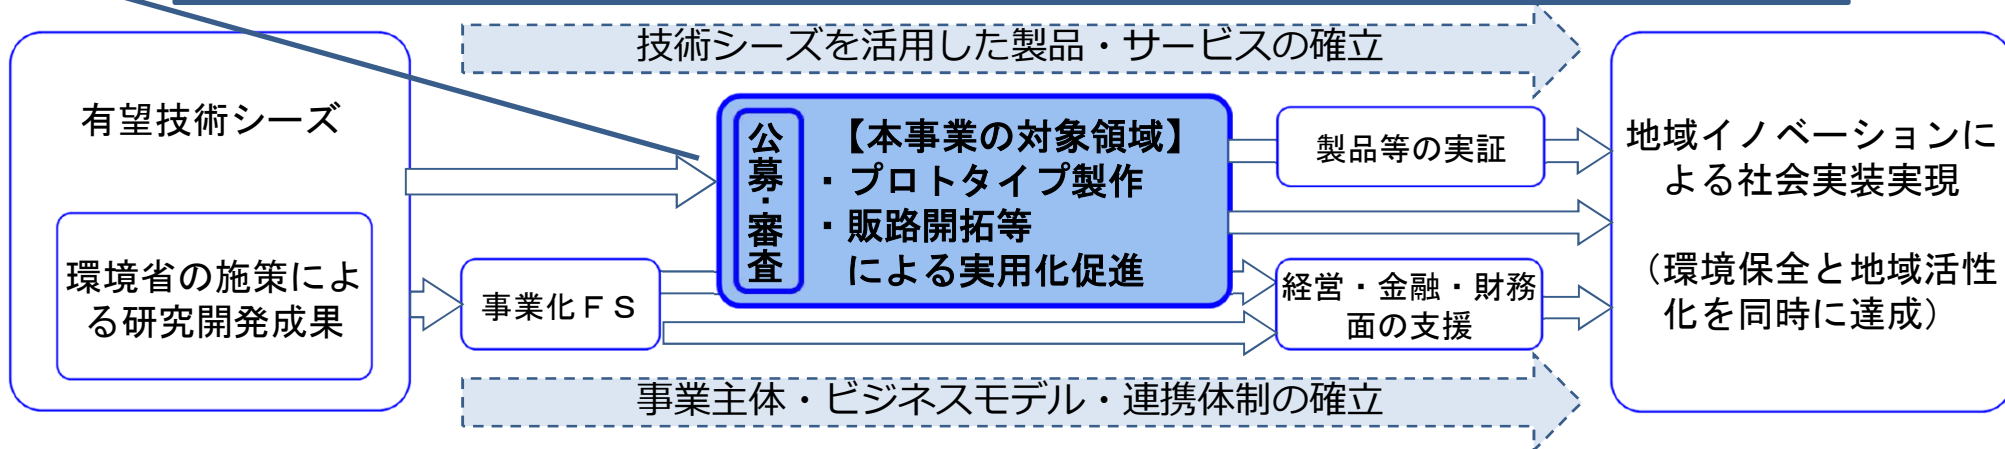 技術シーズを活用した製品・サービスの確立
有望技術シーズ
環境省の施策によ
る研究開発成果
事業化ＦＳ
公募・審査
【本事業の対象領域】
・プロトタイプ製作
・販路開拓等
による実用化促進
製品等の実証
経営・金融・財務
面の支援
地域イノベーションに
よる社会実装実現
（環境保全と地域活性
化を同時に達成）
事業主体・ビジネスモデル・連携体制の確立